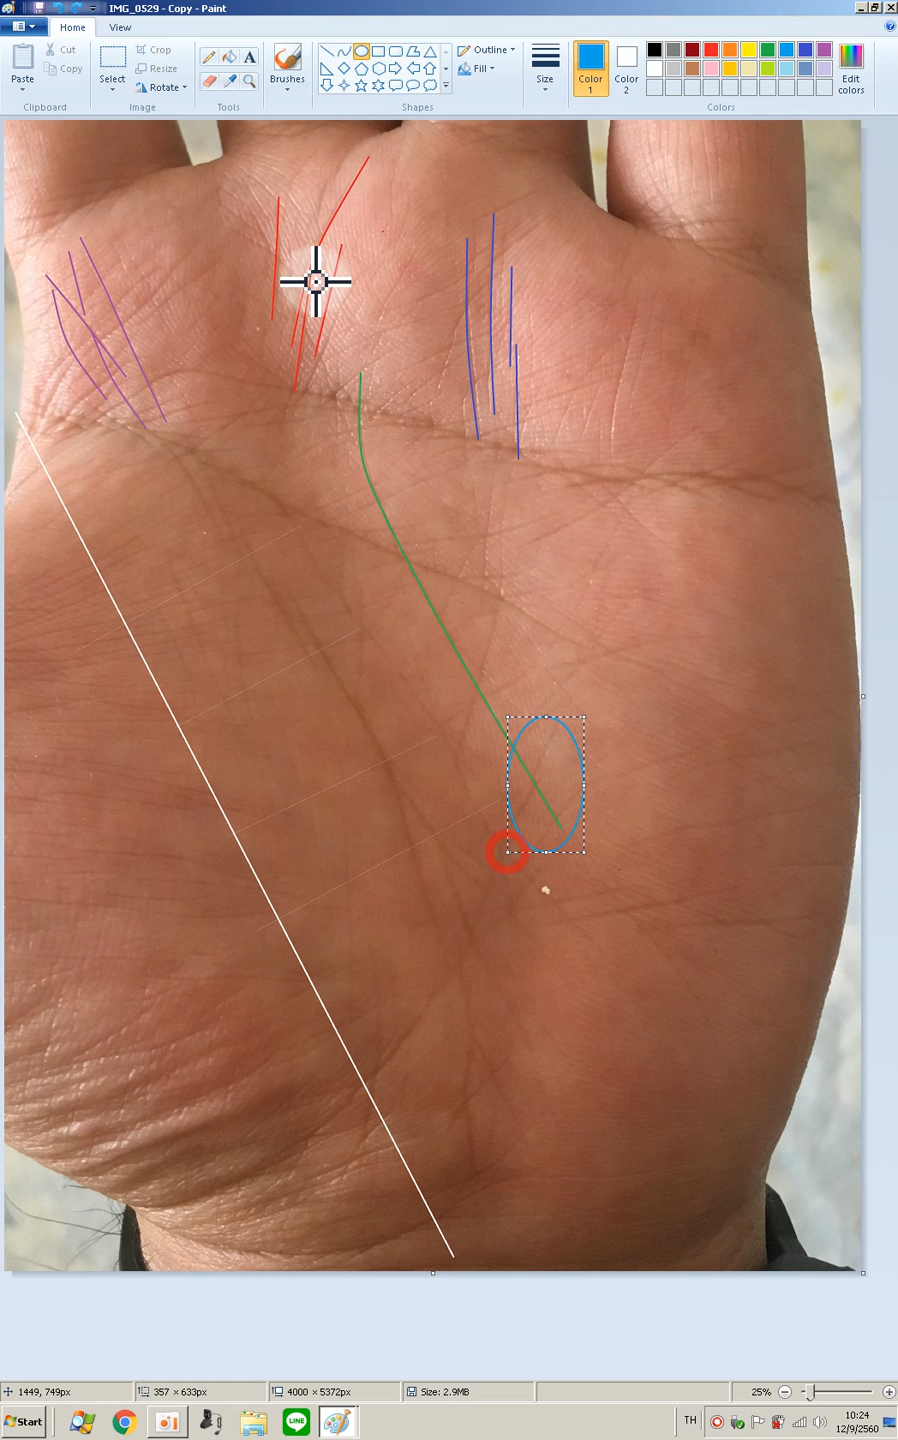 IMG_0529 - Copy - Paint
Home View
Paste Cut Copy
Select Crop Resize Rotate
A
Brushes
Outline Fill
Size
Color 1
Color 2
Edit colors
Clipboard Image Tools Shapes Colors
1449, 749px 357 × 633px 4000 × 5372px Size: 2.9MB 25%
Start LINE TH 10:24
12/9/2560